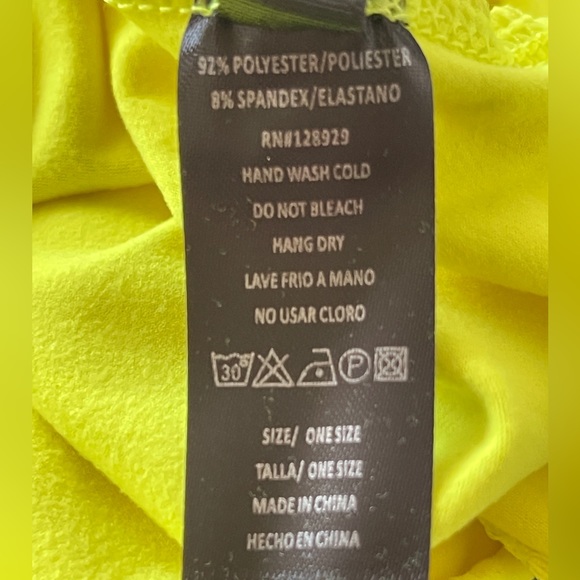 92% POLYESTER/POLIESTER
8% SPANDEX/ELASTANO
RN#128929
HAND WASH COLD
DO NOT BLEACH
HANG DRY
LAVE FRIO A MANO
NO USAR CLORO
30° P
SIZE/ ONE SIZE
TALLA/ ONE SIZE
MADE IN CHINA
HECHO EN CHINA